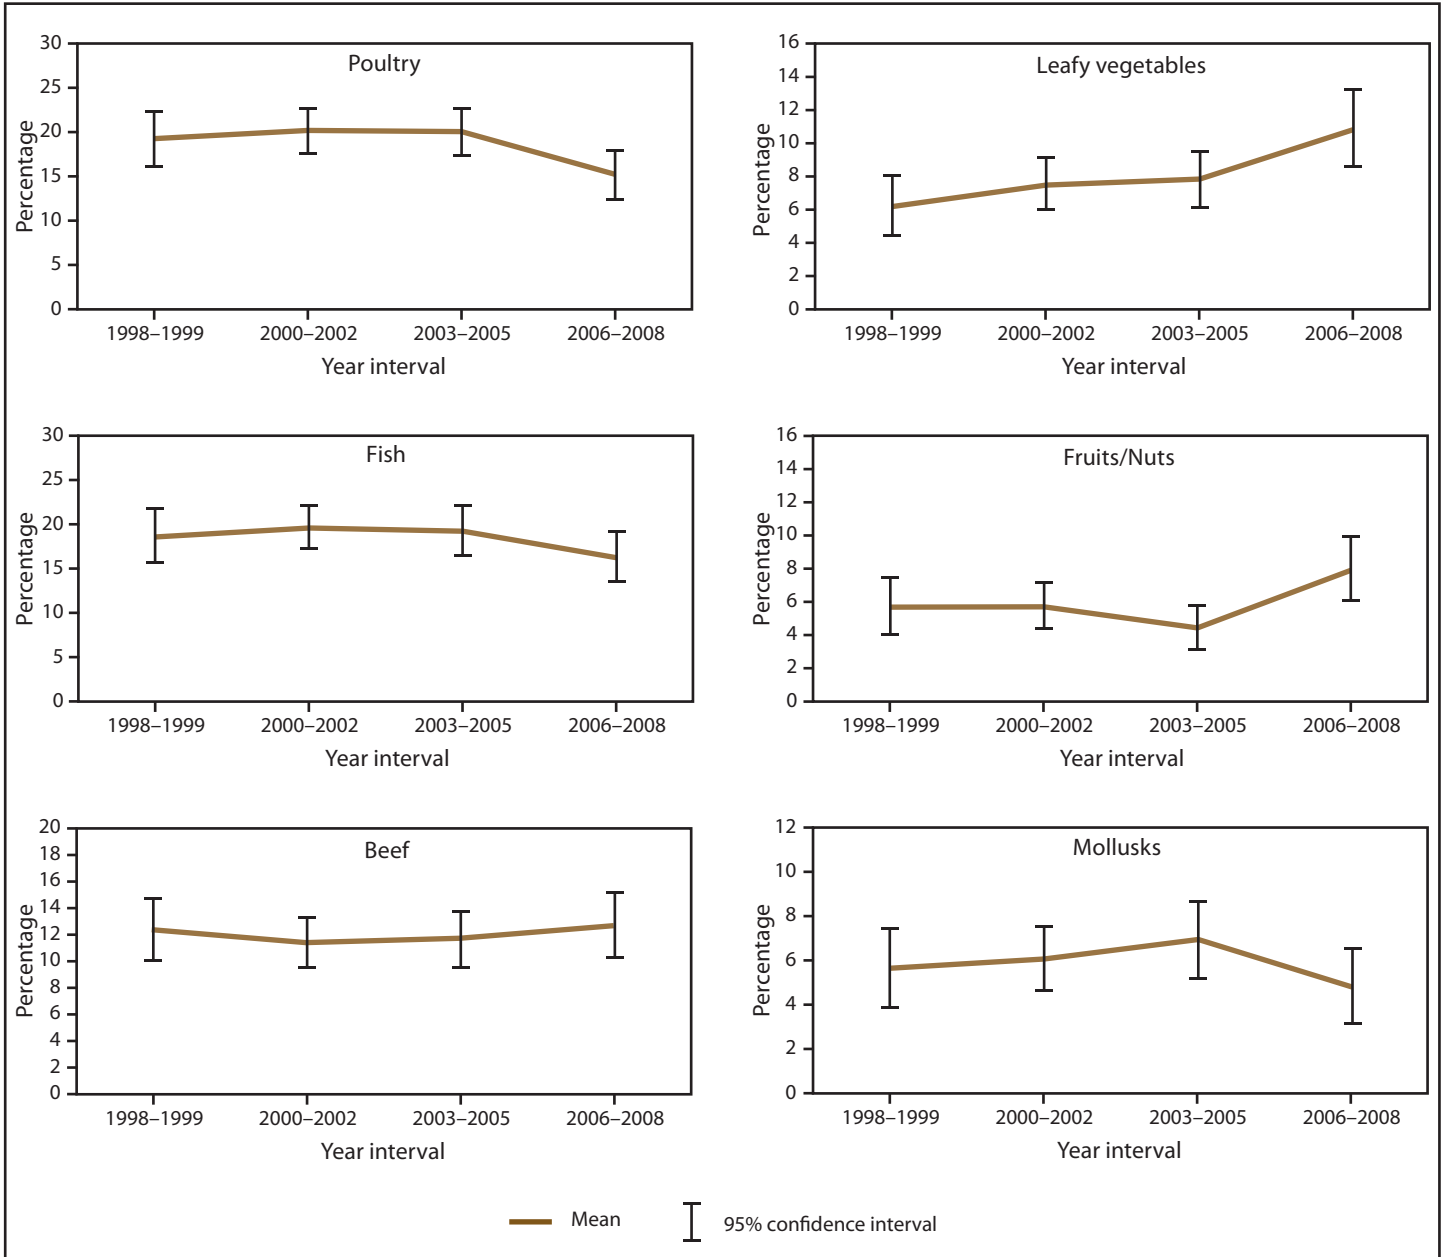 Poultry
Percentage
30
25
20
15
10
5
0
1998–1999 2000–2002 2003–2005 2006–2008
Year interval
Leafy vegetables
Percentage
16
14
12
10
8
6
4
2
0
1998–1999 2000–2002 2003–2005 2006–2008
Year interval
Fish
Percentage
30
25
20
15
10
5
0
1998–1999 2000–2002 2003–2005 2006–2008
Year interval
Fruits/Nuts
Percentage
16
14
12
10
8
6
4
2
0
1998–1999 2000–2002 2003–2005 2006–2008
Year interval
Beef
Percentage
20
18
16
14
12
10
8
6
4
2
0
1998–1999 2000–2002 2003–2005 2006–2008
Year interval
Mollusks
Percentage
12
10
8
6
4
2
0
1998–1999 2000–2002 2003–2005 2006–2008
Year interval
Mean 95% confidence interval